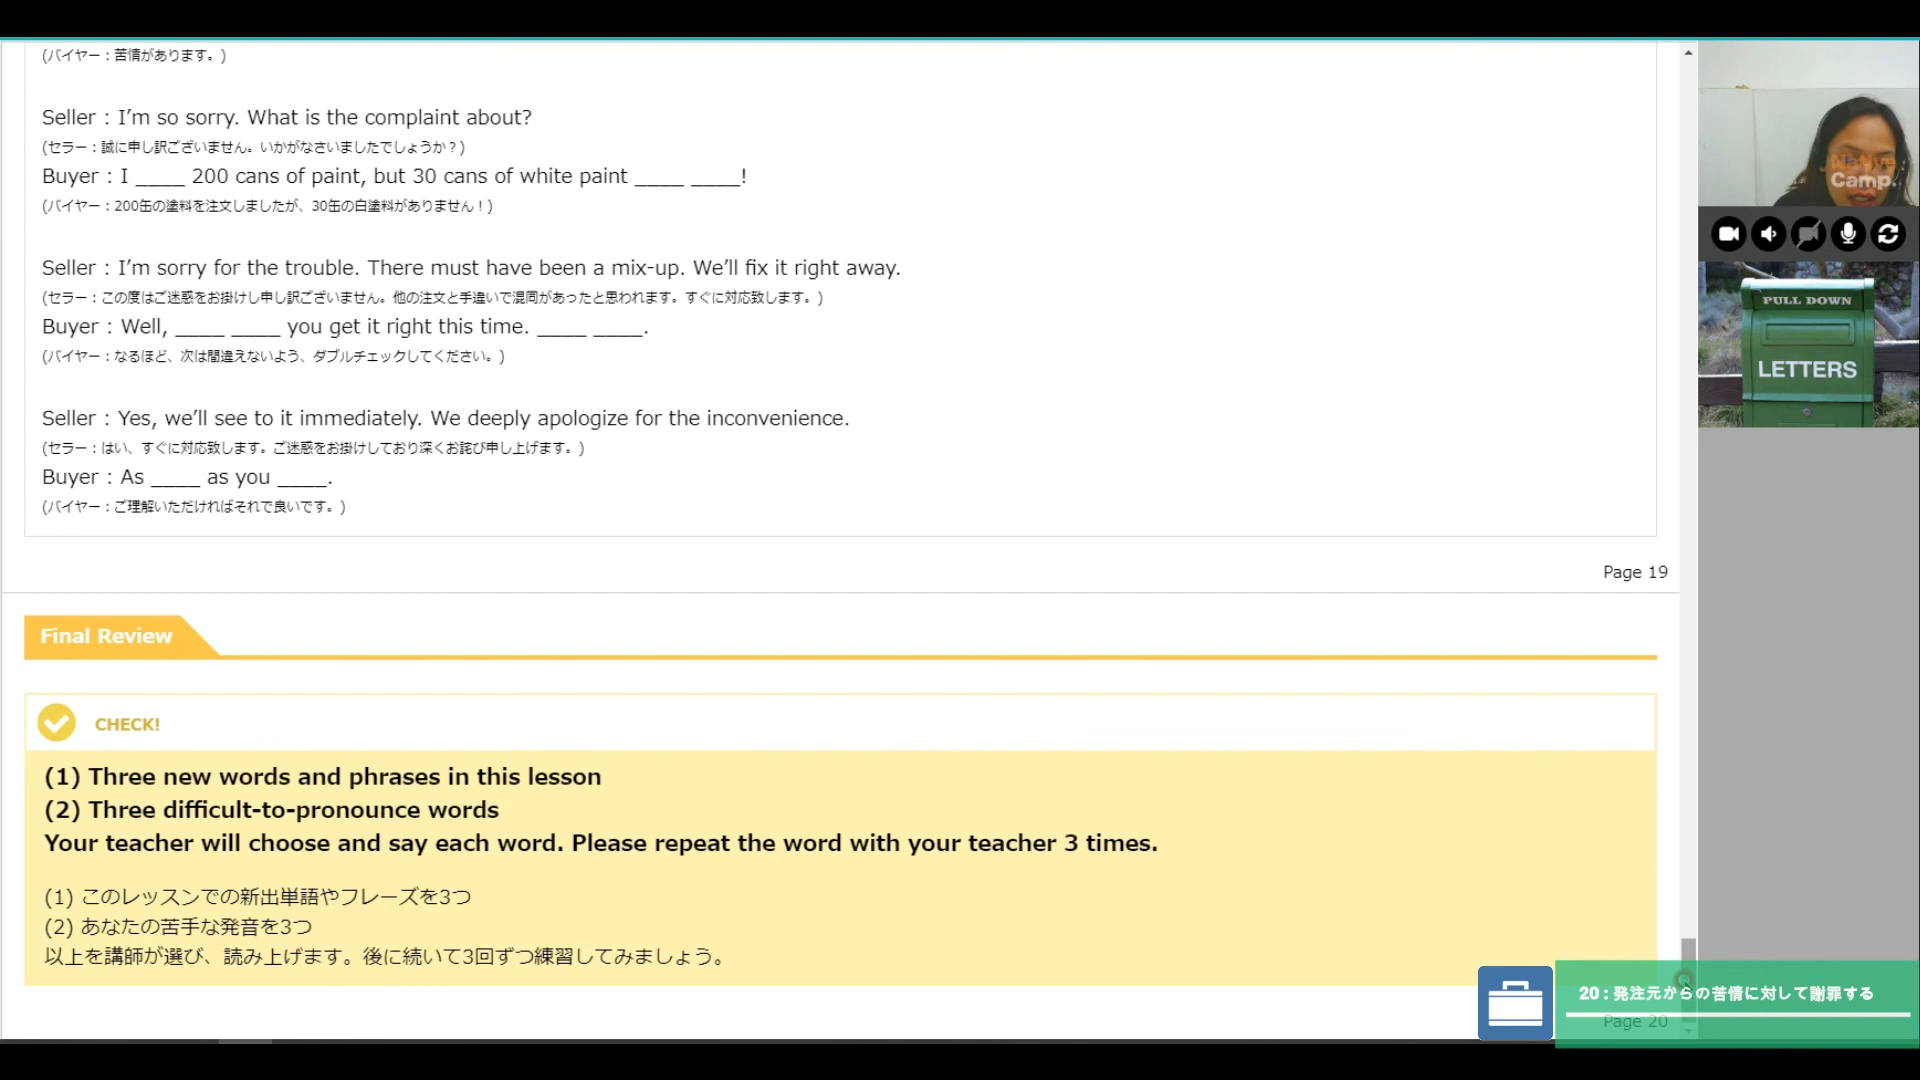 (バイヤー：苦情があります。)
Seller : I’m so sorry. What is the complaint about?
(セラー：誠に申し訳ございません。いかがなさいましたでしょうか？)
Buyer : I ____ 200 cans of paint, but 30 cans of white paint ____ ____!
(バイヤー：200缶の塗料を注文しましたが、30缶の白塗料がありません！)
Seller : I’m sorry for the trouble. There must have been a mix-up. We’ll fix it right away.
(セラー：この度はご迷惑をお掛けし申し訳ございません。他の注文と手違いで混同があったと思われます。すぐに対応致します。)
Buyer : Well, ____ ____ you get it right this time. ____ ____.
(バイヤー：なるほど、次は間違えないよう、ダブルチェックしてください。)
Seller : Yes, we’ll see to it immediately. We deeply apologize for the inconvenience.
(セラー：はい、すぐに対応致します。ご迷惑をお掛けしており深くお詫び申し上げます。)
Buyer : As ____ as you ____.
(バイヤー：ご理解いただければそれで良いです。)
Page 19
Final Review
CHECK!
(1) Three new words and phrases in this lesson
(2) Three difficult-to-pronounce words
Your teacher will choose and say each word. Please repeat the word with your teacher 3 times.
(1) このレッスンでの新出単語やフレーズを3つ
(2) あなたの苦手な発音を3つ
以上を講師が選び、読み上げます。後に続いて3回ずつ練習してみましょう。
20：発注元からの苦情に対して謝罪する
Page 20
Native
Camp.
PULL DOWN
LETTERS